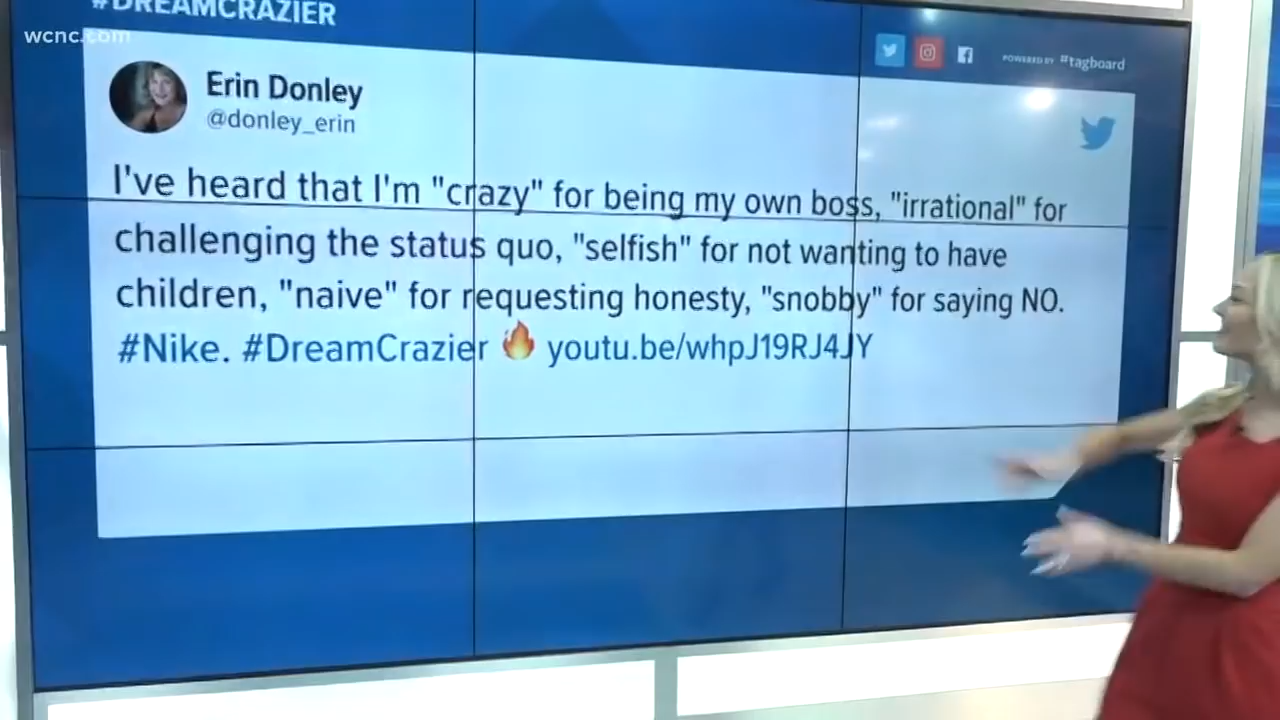 #DREAMCRAZIER
wcnc.com
POWERED BY #tagboard
Erin Donley
@donley_erin
I've heard that I'm "crazy" for being my own boss, "irrational" for
challenging the status quo, "selfish" for not wanting to have
children, "naive" for requesting honesty, "snobby" for saying NO.
#Nike. #DreamCrazier 🔥 youtu.be/whpJ19RJ4JY